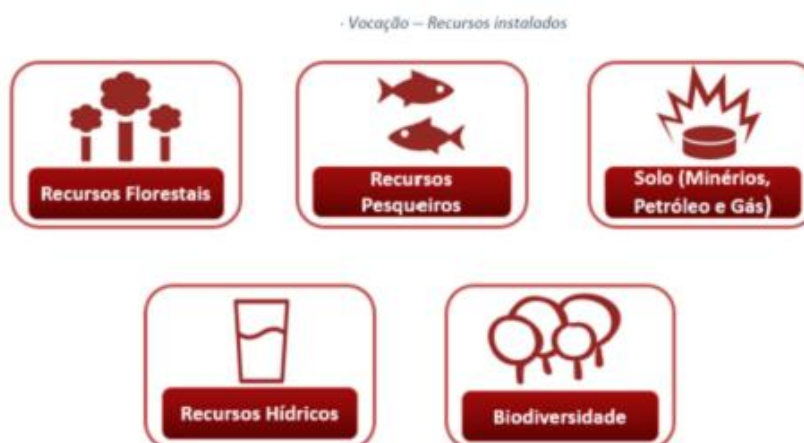 · Vocação – Recursos instalados
Recursos Florestais
Recursos
Pesqueiros
Solo (Minérios,
Petróleo e Gás)
Recursos Hídricos
Biodiversidade